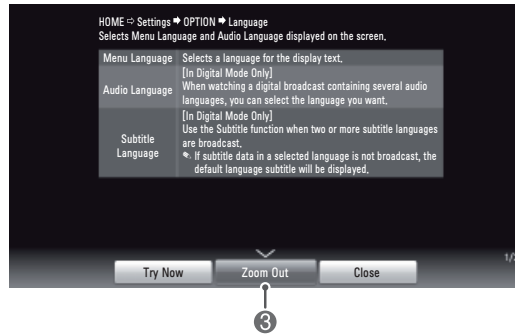 HOME ⇨ Settings ➡ OPTION ➡ Language
Selects Menu Language and Audio Language displayed on the screen.
Menu Language Selects a language for the display text.
Audio Language
[In Digital Mode Only]
When watching a digital broadcast containing several audio
languages, you can select the language you want.
Subtitle
Language
[In Digital Mode Only]
Use the Subtitle function when two or more subtitle languages
are broadcast.
✎ If subtitle data in a selected language is not broadcast, the
default language subtitle will be displayed.
Try Now Zoom Out Close
3